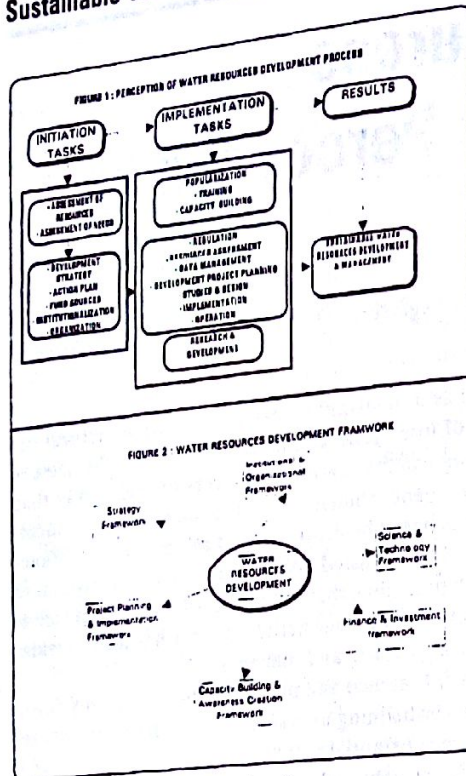 Sustainable
FIGURE 1 : PERCEPTION OF WATER RESOURCES DEVELOPMENT PROCESS
INITIATION
TASKS
IMPLEMENTATION
TASKS
RESULTS
- ASSESSMENT OF
RESOURCES
- ASSESSMENT OF NEEDS
- DEVELOPMENT
STRATEGY
- ACTION PLAN
- FUND SOURCES
INSTITUTIONALIZATION
- ORGANIZATION
POPULARIZATION
- TRAINING
- CAPACITY BUILDING
- REGULATION
- RESOURCES ASSESSMENT
- DATA MANAGEMENT
- DEVELOPMENT PROJECT PLANNING
STUDIES & DESIGN
- IMPLEMENTATION
- OPERATION
RESEARCH &
DEVELOPMENT
SUSTAINABLE WATER
RESOURCES DEVELOPMENT
& MANAGEMENT
FIGURE 2 : WATER RESOURCES DEVELOPMENT FRAMWORK
Institutional &
Organizational
Framework
Strategy
Framework
Science &
Technology
Framework
WATER
RESOURCES
DEVELOPMENT
Project Planning
& Implementation
Framework
Finance & Investment
framework
Capacity Building &
Awareness Creation
Framework